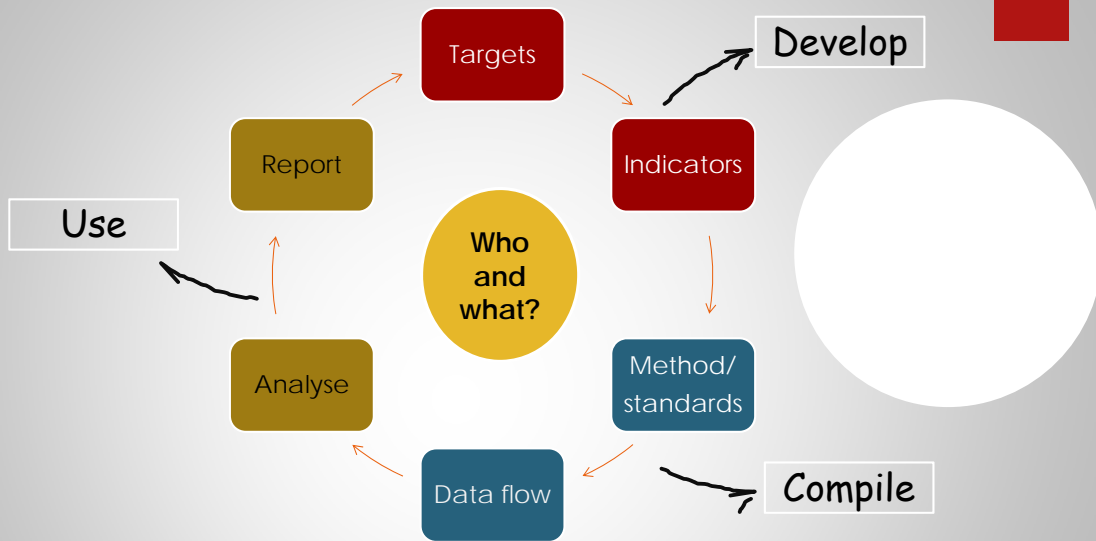 Targets
Develop
Indicators
Report
Use
Who
and
what?
Method/
standards
Analyse
Data flow
Compile